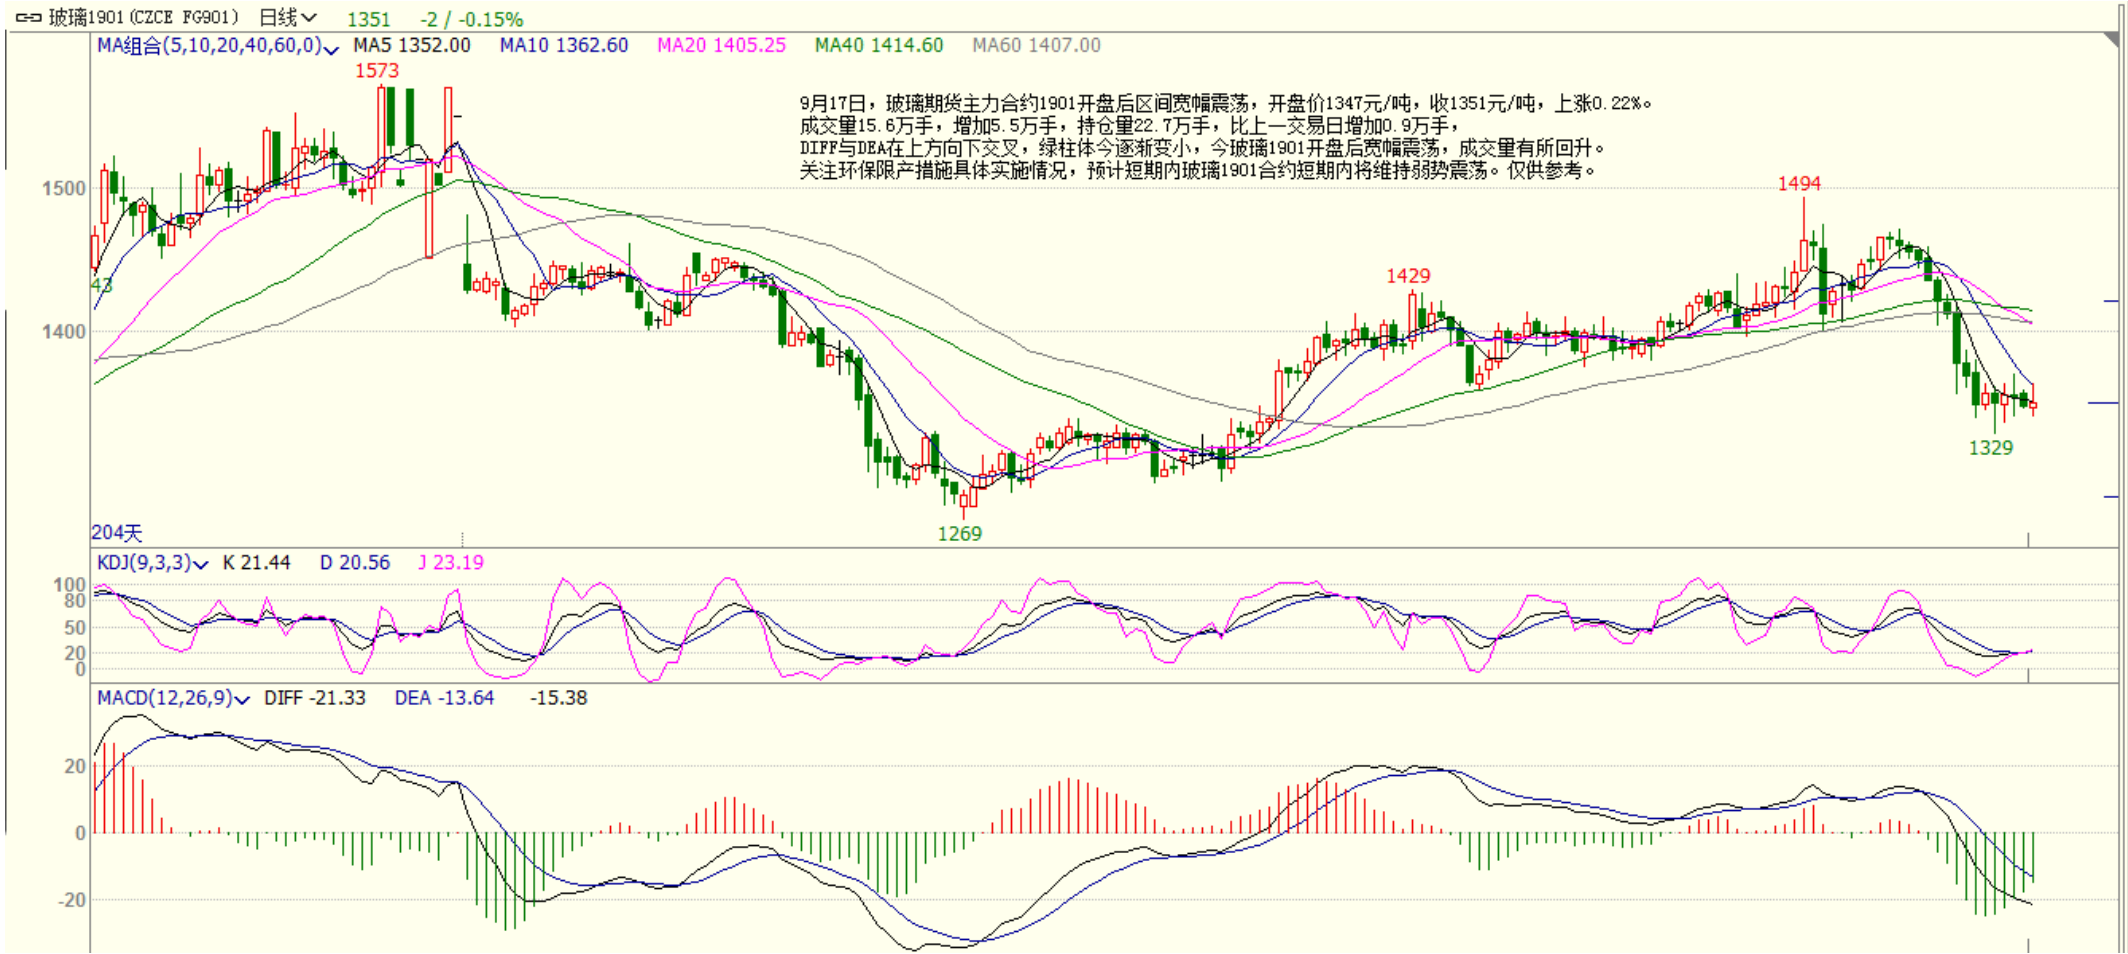 玻璃1901(CZCE FG901) 日线 1351 -2 / -0.15%
MA组合(5,10,20,40,60,0) MA5 1352.00 MA10 1362.60 MA20 1405.25 MA40 1414.60 MA60 1407.00
1573
9月17日，玻璃期货主力合约1901开盘后区间宽幅震荡，开盘价1347元/吨，收1351元/吨，上涨0.22%。
成交量15.6万手，增加5.5万手，持仓量22.7万手，比上一交易日增加0.9万手，
DIFF与DEA在上方向下交叉，绿柱体今逐渐变小，今玻璃1901开盘后宽幅震荡，成交量有所回升。
关注环保限产措施具体实施情况，预计短期内玻璃1901合约短期内将维持弱势震荡。仅供参考。
1500
1494
43
1429
1400
1329
1269
204天
KDJ(9,3,3) K 21.44 D 20.56 J 23.19
100
80
50
20
0
MACD(12,26,9) DIFF -21.33 DEA -13.64 -15.38
20
0
-20